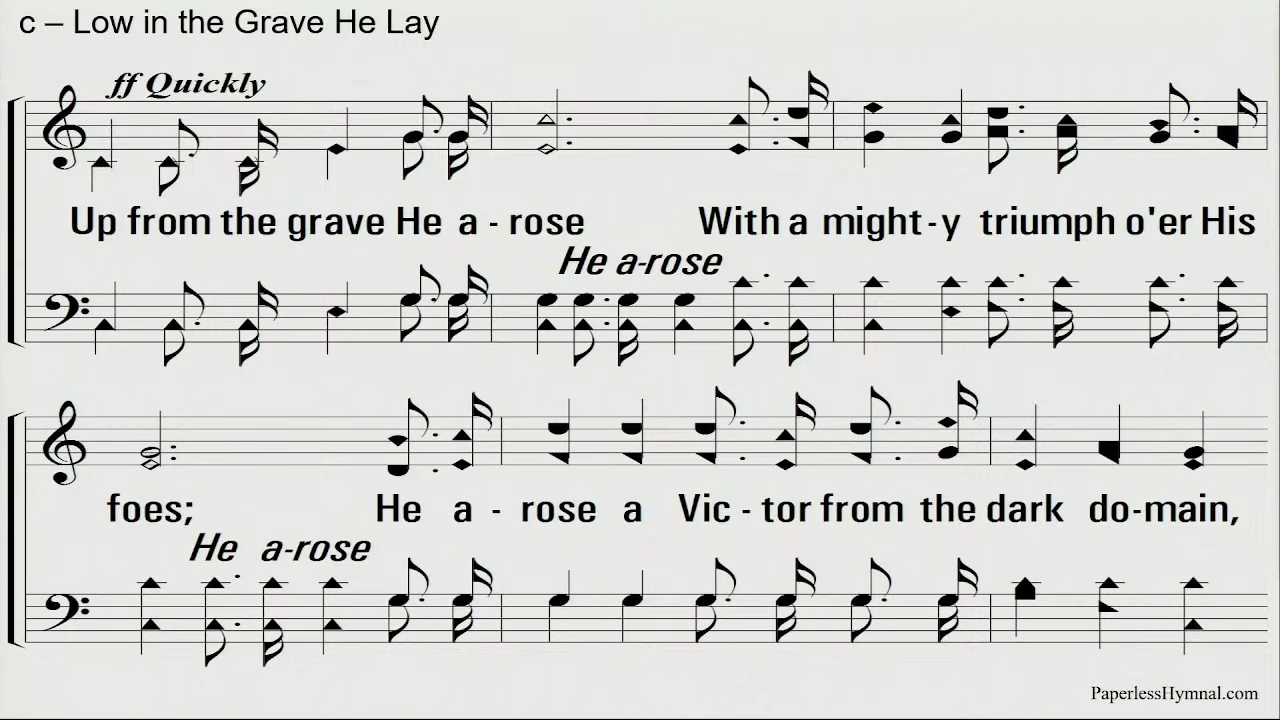 c – Low in the Grave He Lay
ff Quickly
Up from the grave He a - rose With a might - y triumph o'er His
He a-rose
foes; He a - rose a Vic - tor from the dark do-main,
He a-rose
PaperlessHymnal.com